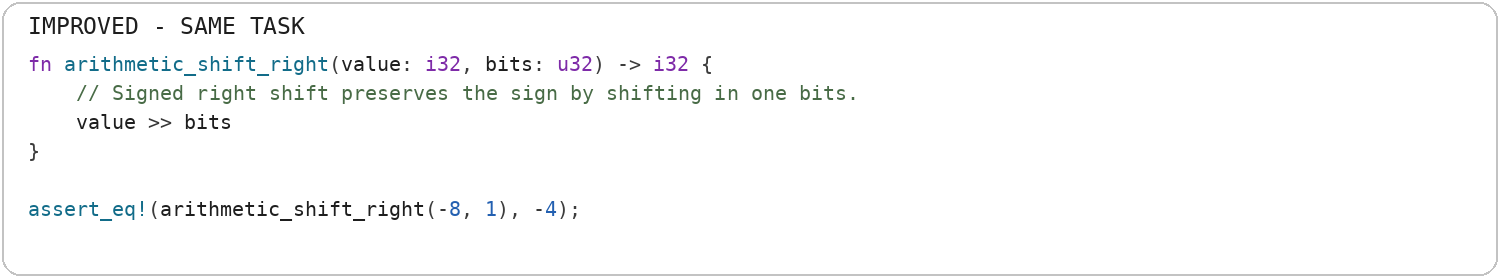 IMPROVED - SAME TASK
fn arithmetic_shift_right(value: i32, bits: u32) -> i32 {
    // Signed right shift preserves the sign by shifting in one bits.
    value >> bits
}

assert_eq!(arithmetic_shift_right(-8, 1), -4);